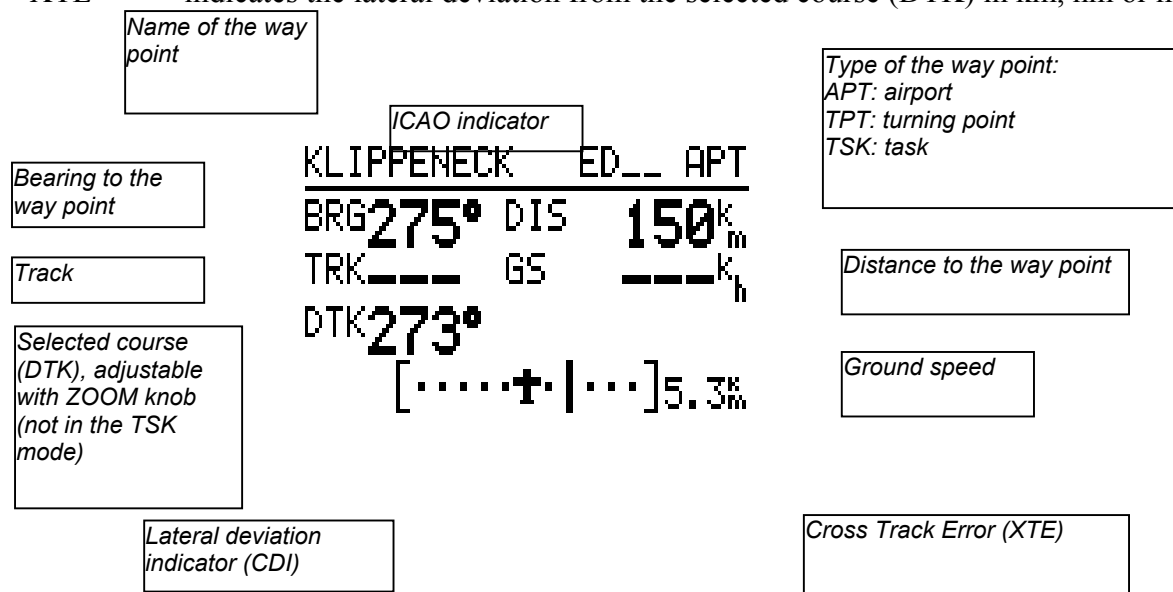 indicates the lateral deviation from the selected course (DTK) in km, nm or
Name of the way
point
Type of the way point:
APT: airport
TPT: turning point
TSK: task
ICAO indicator
KLIPPENECK ED__ APT
Bearing to the
way point
BRG275° DIS 150km
Track
TRK___ GS ___kh
Distance to the way point
DTK273°
Selected course
(DTK), adjustable
with ZOOM knob
(not in the TSK
mode)
Ground speed
[·····✝·|···]5.3km
Lateral deviation
indicator (CDI)
Cross Track Error (XTE)